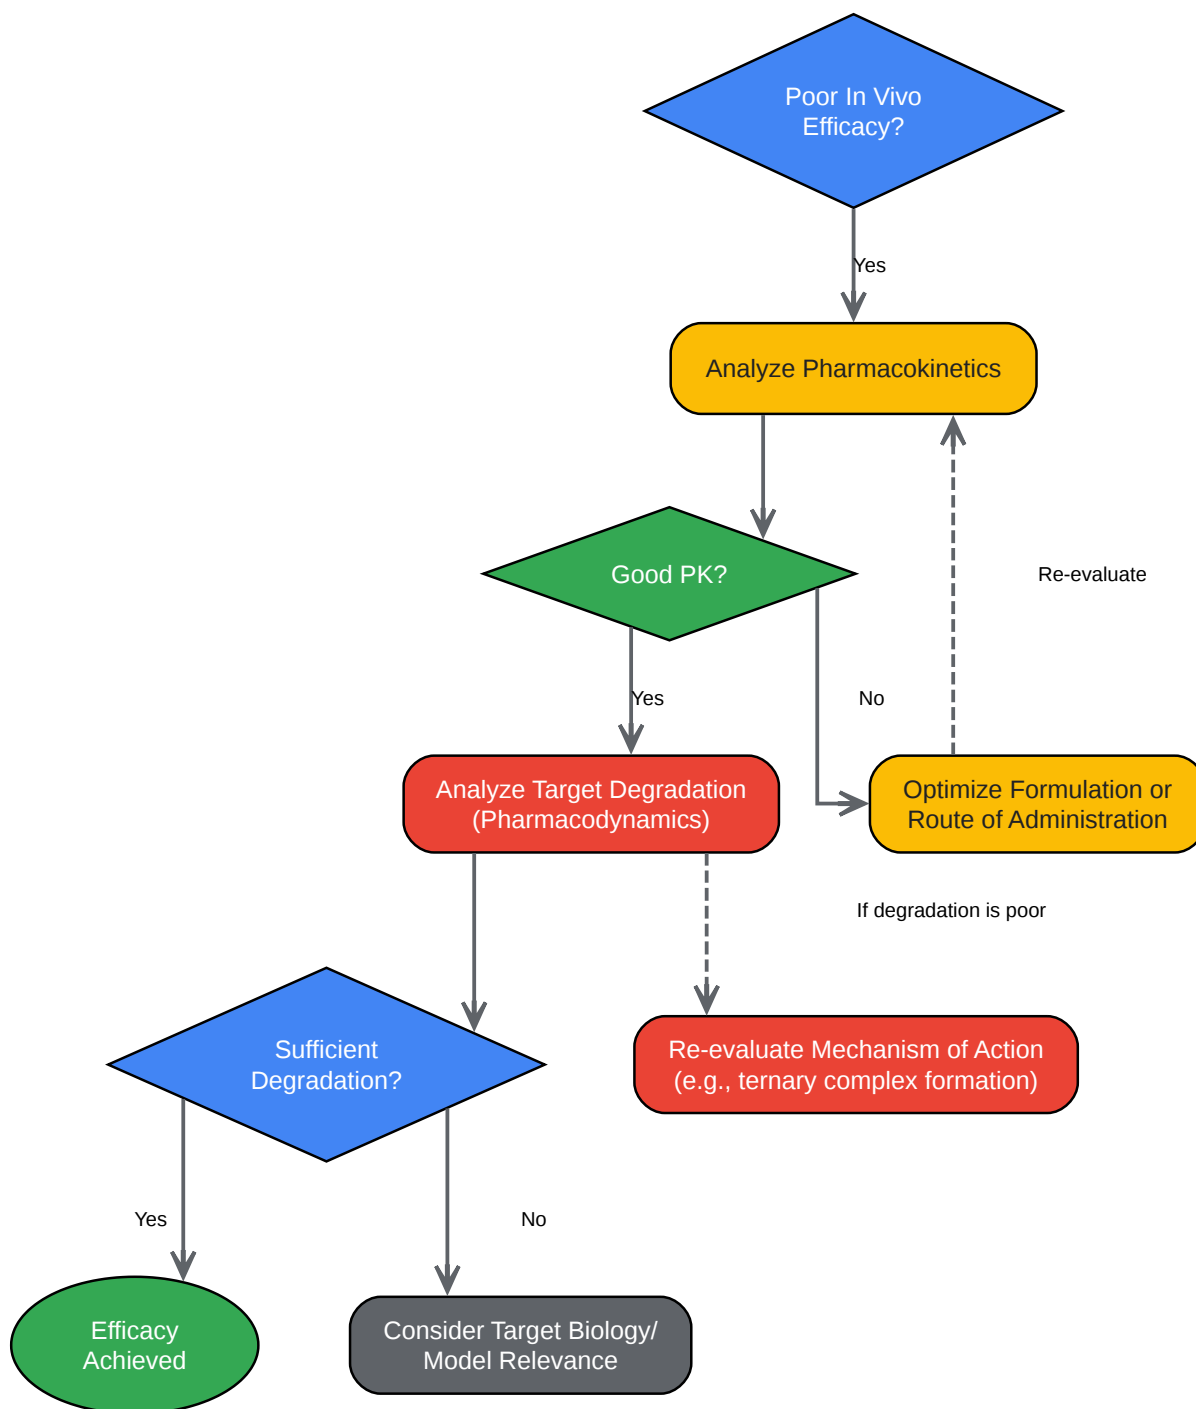 Poor In Vivo
Efficacy?
Yes
Analyze Pharmacokinetics
Good PK?
Re-evaluate
Yes
No
Analyze Target Degradation
(Pharmacodynamics)
Optimize Formulation or
Route of Administration
If degradation is poor
Sufficient
Degradation?
Re-evaluate Mechanism of Action
(e.g., ternary complex formation)
Yes
No
Efficacy
Achieved
Consider Target Biology/
Model Relevance